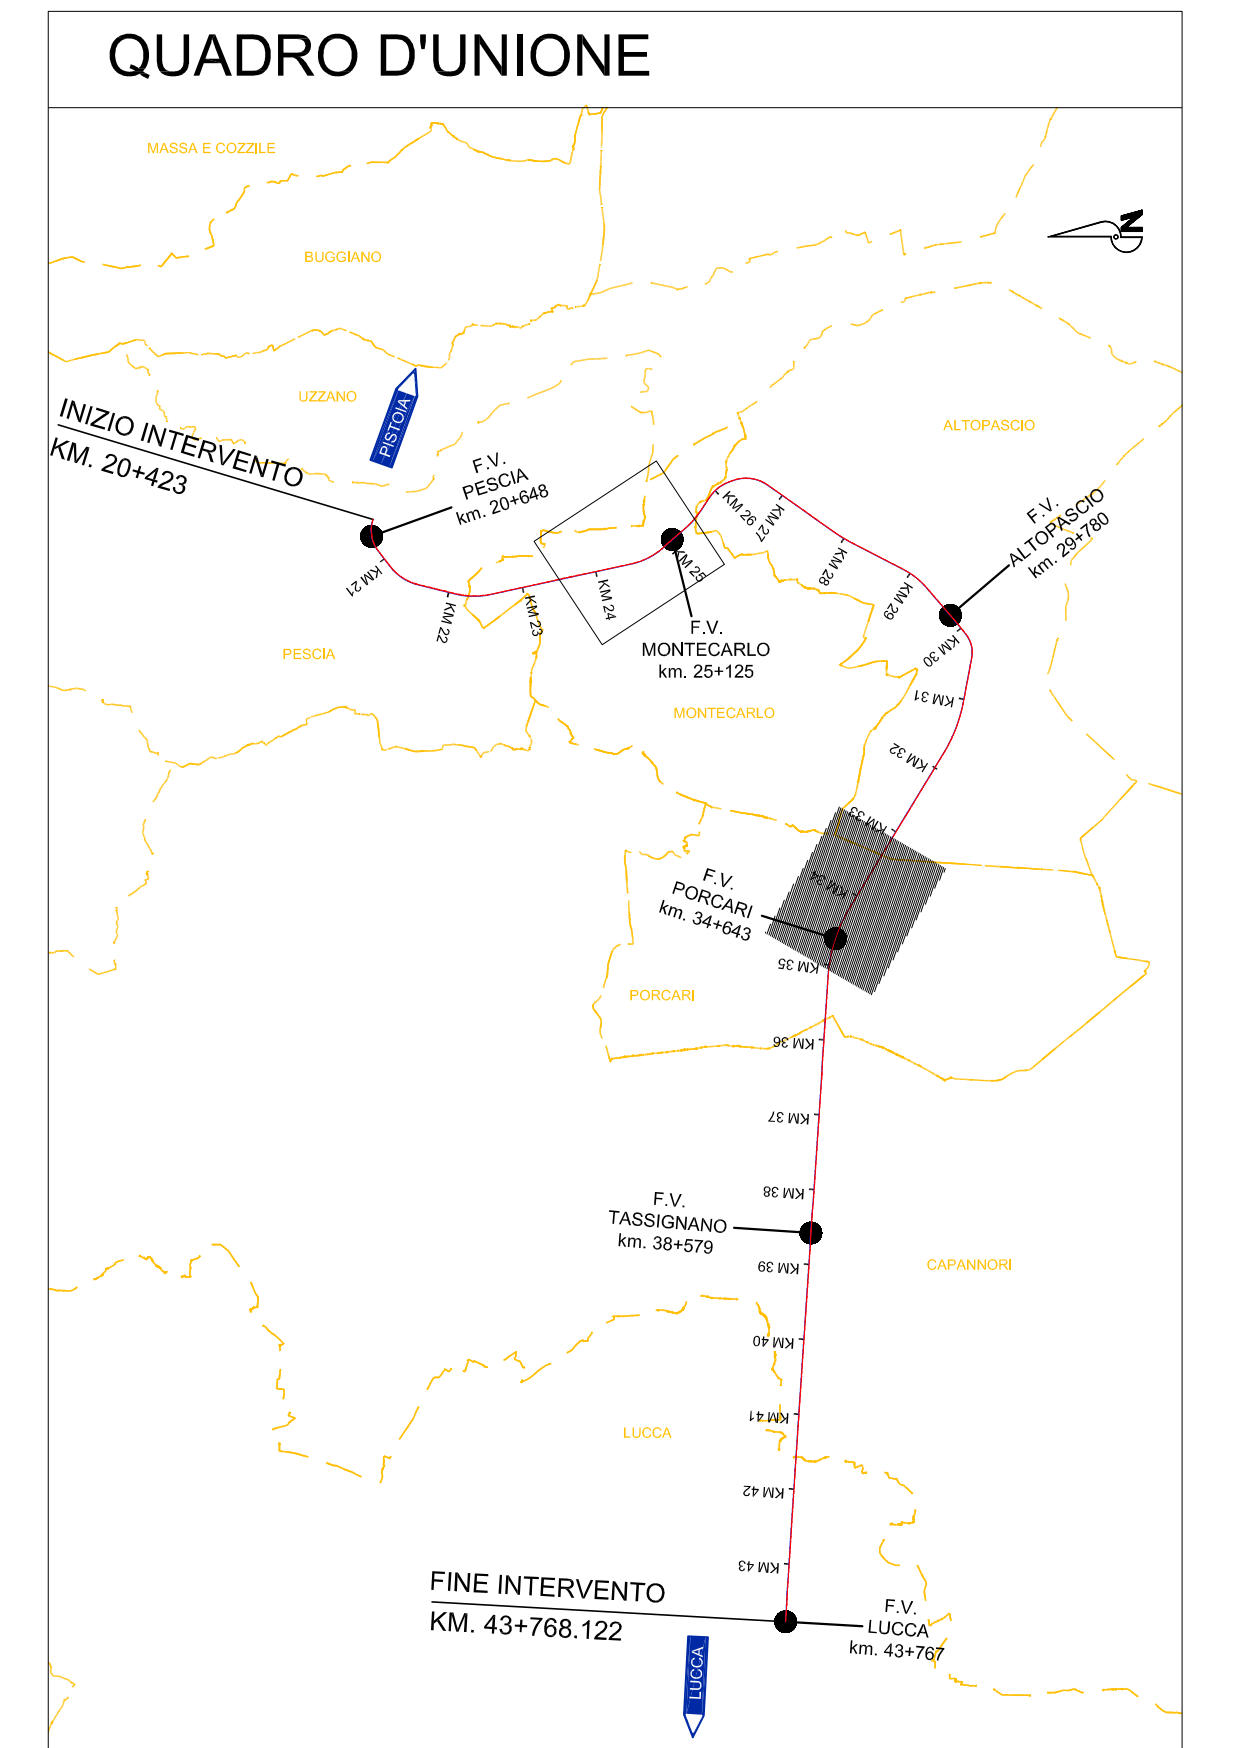 QUADRO D'UNIONE
MASSA E COZZILE
N
BUGGIANO
UZZANO
PISTOIA
ALTOPASCIO
INIZIO INTERVENTO
KM. 20+423
F.V.
PESCIA
km. 20+648
F.V.
ALTOPASCIO
km. 29+780
KM 21
KM 22
KM 23
KM 24
KM 25
KM 26
KM 27
KM 28
KM 29
KM 30
KM 31
KM 32
KM 33
KM 34
KM 35
PESCIA
F.V.
MONTECARLO
km. 25+125
MONTECARLO
F.V.
PORCARI
km. 34+643
PORCARI
KM 36
KM 37
KM 38
F.V.
TASSIGNANO
km. 38+579
KM 39
CAPANNORI
KM 40
KM 41
LUCCA
KM 42
KM 43
FINE INTERVENTO
KM. 43+768.122
F.V.
LUCCA
km. 43+767
LUCCA